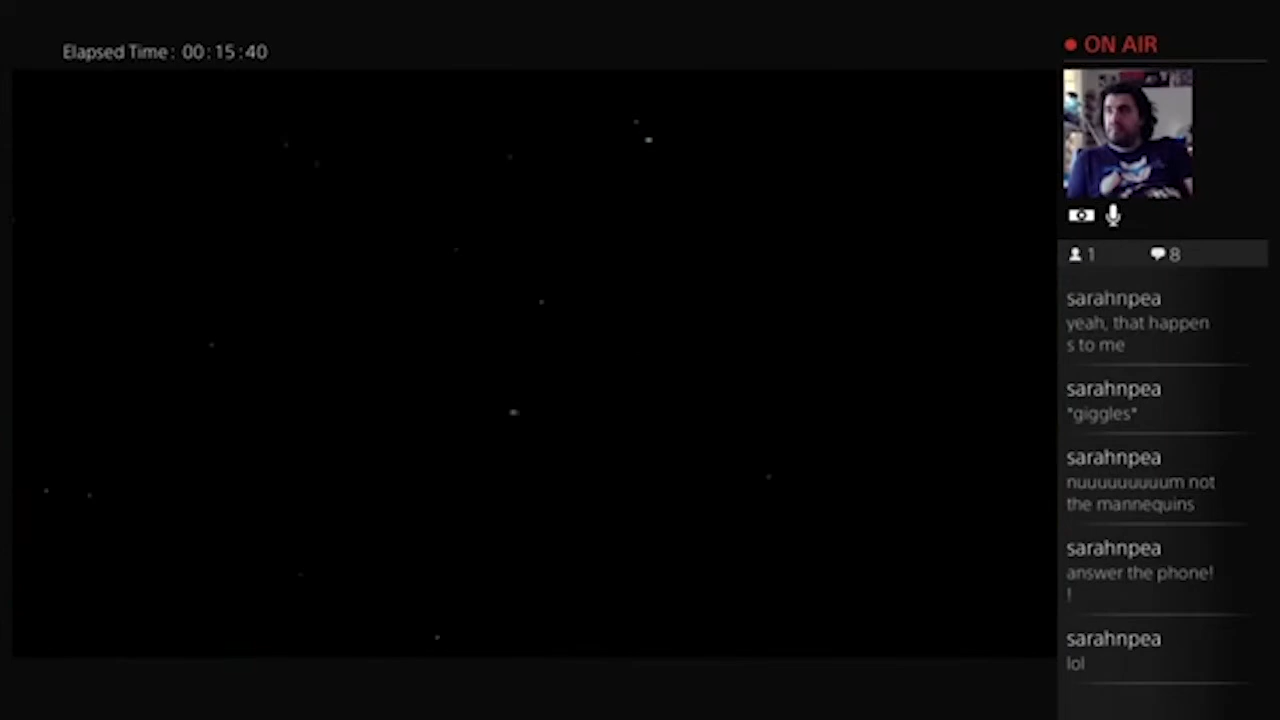 Elapsed Time: 00:15:40
ON AIR
1 8
sarahnpea
yeah, that happen
s to me
sarahnpea
*giggles*
sarahnpea
nuuuuuuuuum not
the mannequins
sarahnpea
answer the phone!
!
sarahnpea
lol